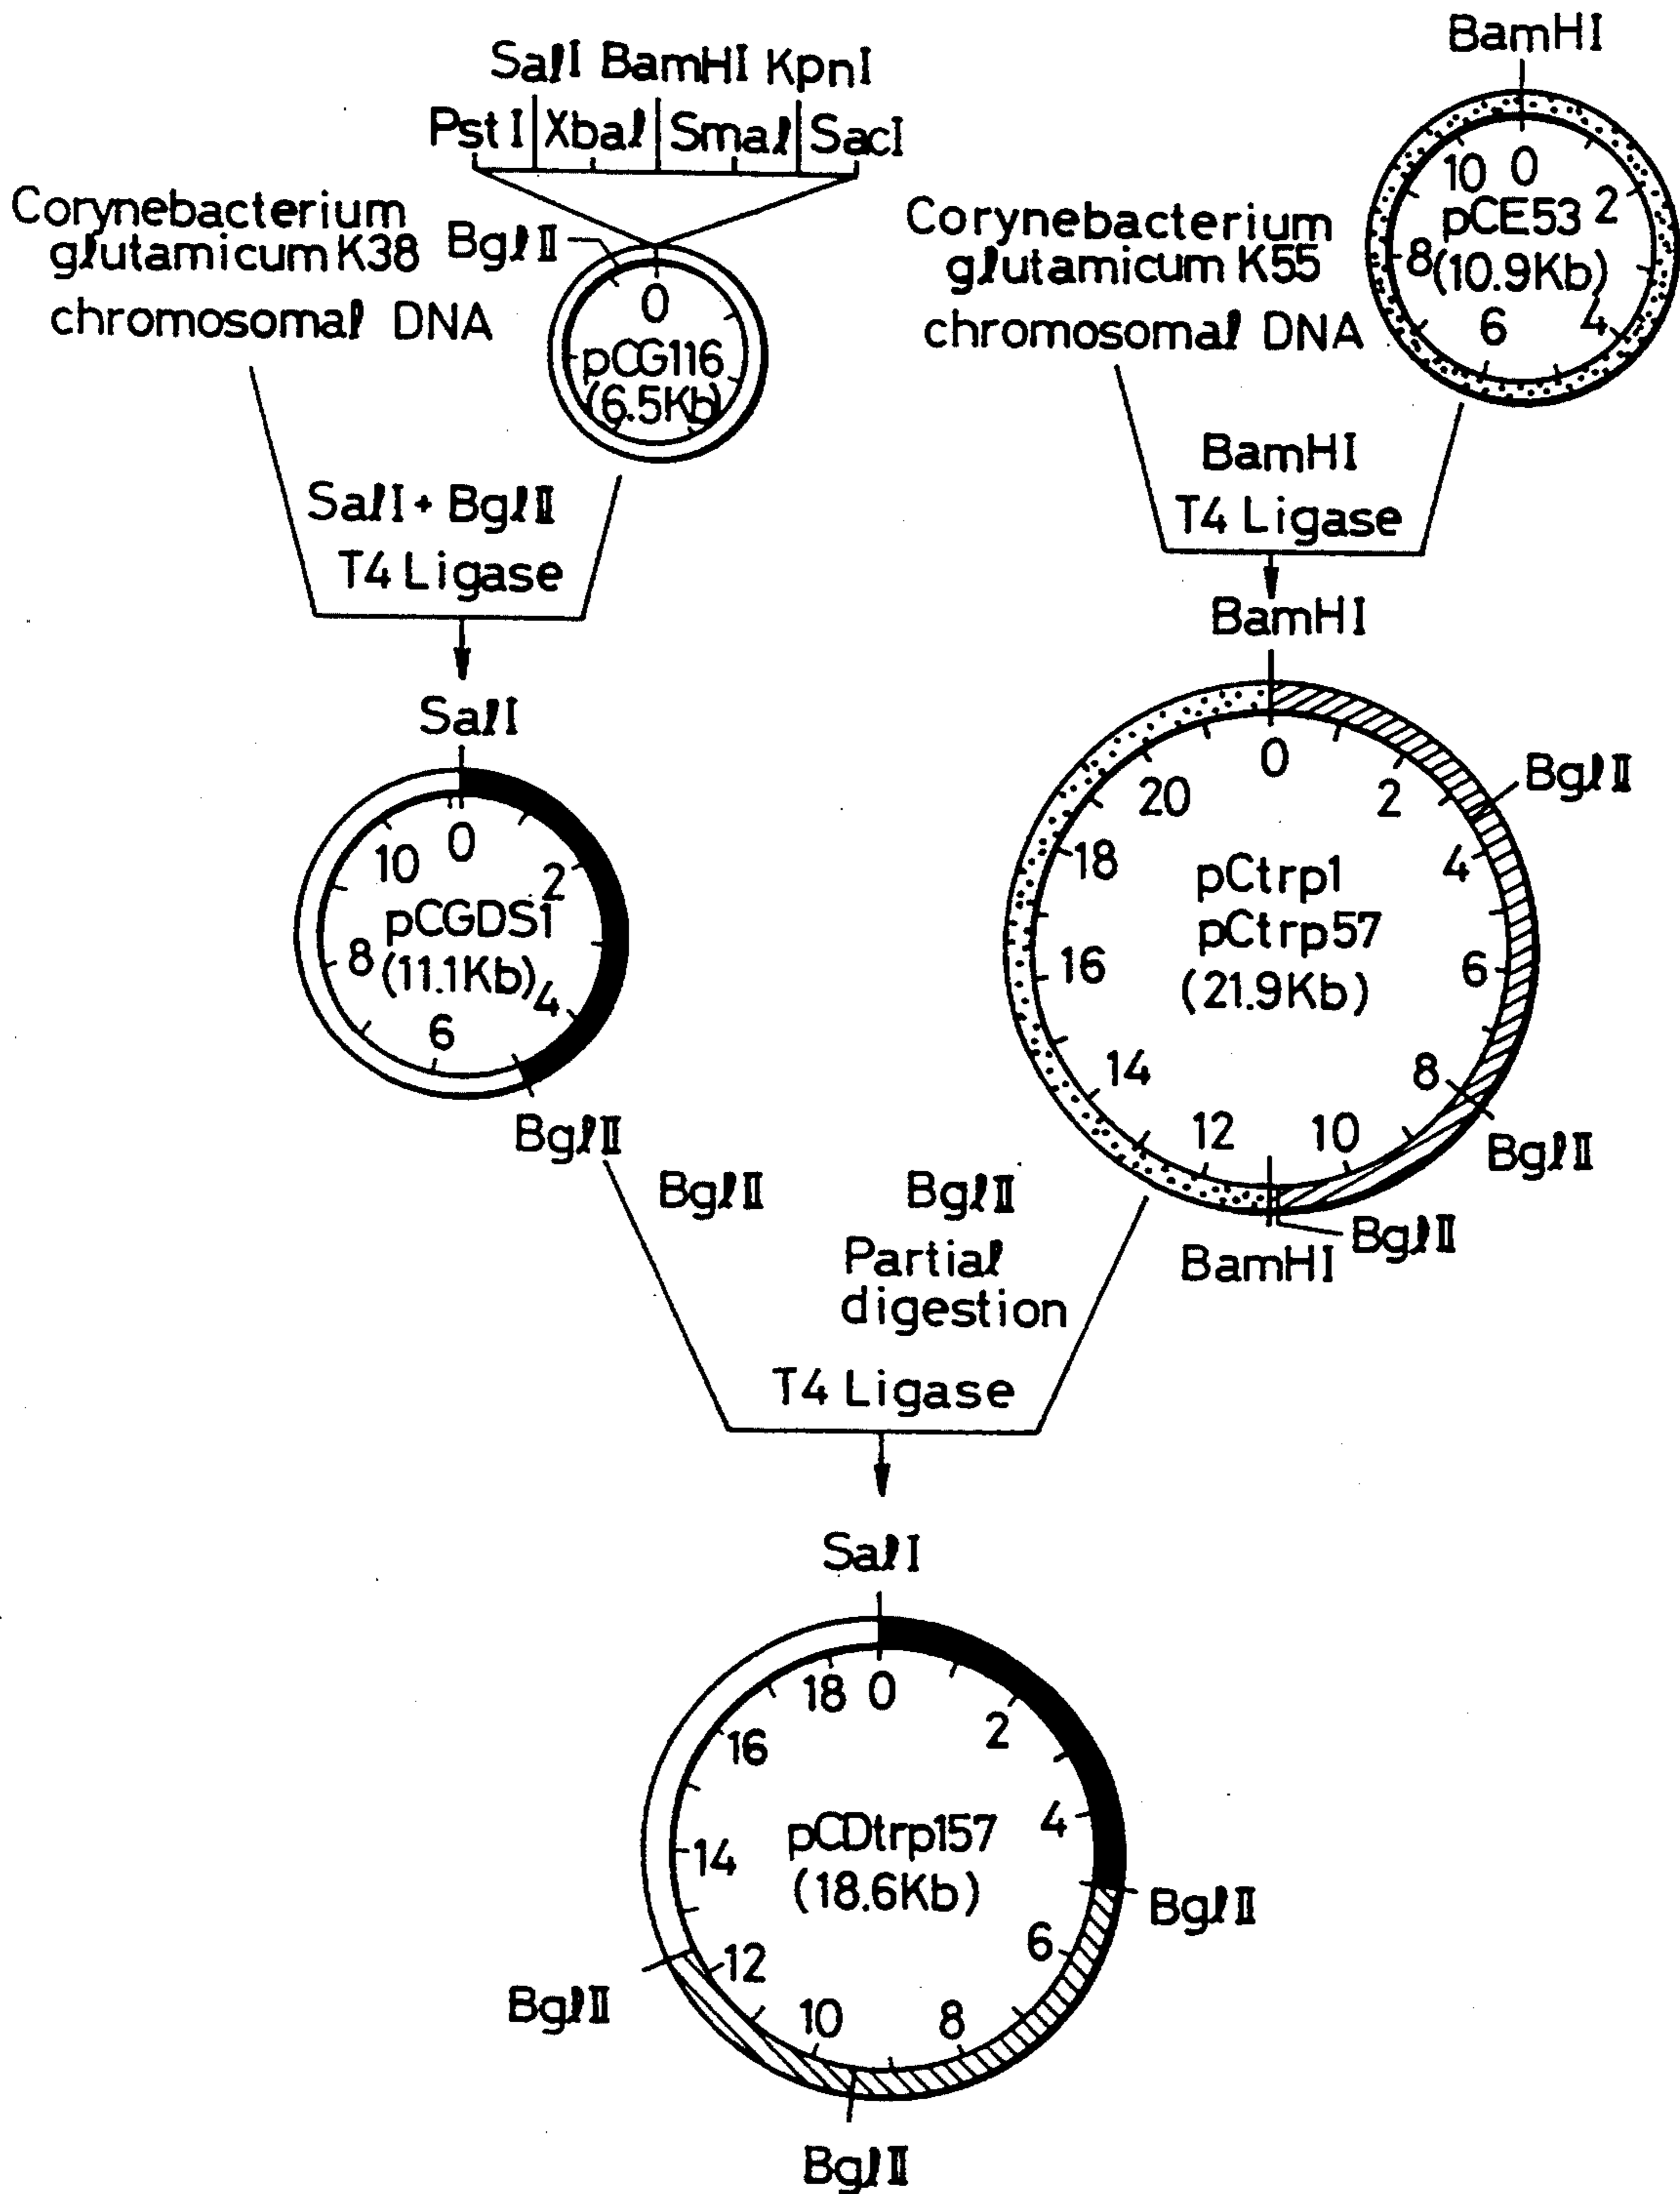 SalI BamHI KpnI
PstI XbaI SmaI SacI
Corynebacterium
glutamicum K38
chromosomal DNA
BglII
0
pCG116
(6.5Kb)
SalI + BglII
T4 Ligase
BamHI
Corynebacterium
glutamicum K55
chromosomal DNA
10 0
pCE53 2
8 (10.9Kb)
6 4
BamHI
T4 Ligase
SalI
0
10 2
pCGDS1
8 (11.1Kb) 4
6
BglII
BamHI
0
20 2 BglII
18 4
pCtrp1
pCtrp57
16 (21.9Kb) 6
14 8
12 10 BglII
BamHI BglII
BglII BglII
Partial
digestion
T4 Ligase
SalI
18 0
16 2
pCDtrp157 4
14 (18.6Kb)
BglII
12 6
BglII
10 8
BglII